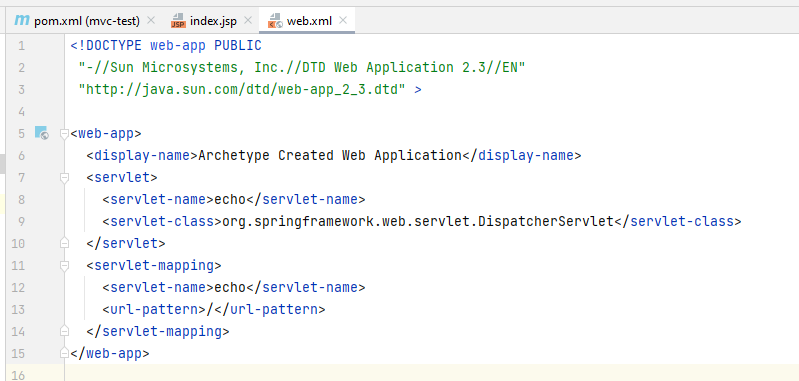 pom.xml (mvc-test)
index.jsp
web.xml
1 <!DOCTYPE web-app PUBLIC
2 "-//Sun Microsystems, Inc.//DTD Web Application 2.3//EN"
3 "http://java.sun.com/dtd/web-app_2_3.dtd" >
4
5 <web-app>
6 <display-name>Archetype Created Web Application</display-name>
7 <servlet>
8 <servlet-name>echo</servlet-name>
9 <servlet-class>org.springframework.web.servlet.DispatcherServlet</servlet-class>
10 </servlet>
11 <servlet-mapping>
12 <servlet-name>echo</servlet-name>
13 <url-pattern>/</url-pattern>
14 </servlet-mapping>
15 </web-app>
16